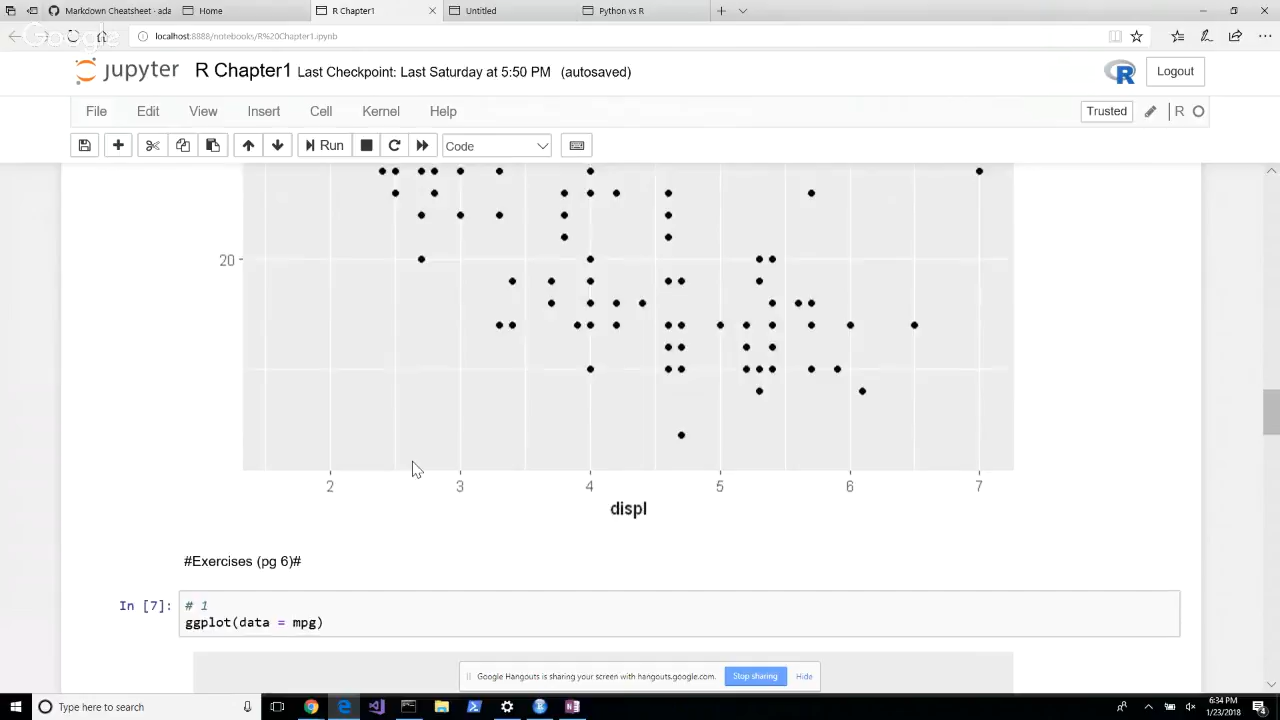 Markdown Cheatsheet - ada
Home
R Chapter1
Untitled
Python vs R
Google
localhost:8888/notebooks/R%20Chapter1.ipynb
jupyter R Chapter1 Last Checkpoint: Last Saturday at 5:50 PM (autosaved)
R
Logout
File Edit View Insert Cell Kernel Help
Trusted
R
Run
Code
20
2 3 4 5 6 7
displ
#Exercises (pg 6)#
In [7]:
# 1
ggplot(data = mpg)
Google Hangouts is sharing your screen with hangouts.google.com.
Stop sharing
Hide
Type here to search
6:34 PM
1/23/2018